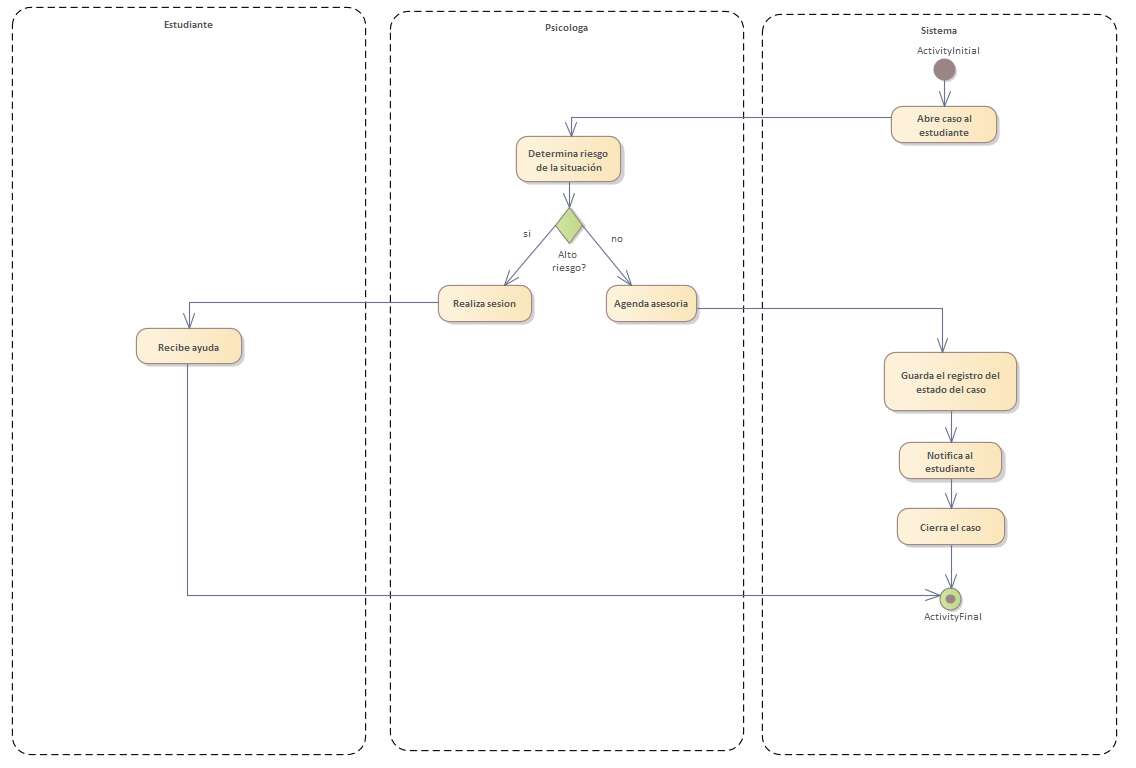 Estudiante
Psicologa
Sistema
ActivityInitial
Abre caso al
estudiante
Determina riesgo
de la situación
si
no
Alto
riesgo?
Realiza sesion
Agenda asesoria
Recibe ayuda
Guarda el registro del
estado del caso
Notifica al
estudiante
Cierra el caso
ActivityFinal